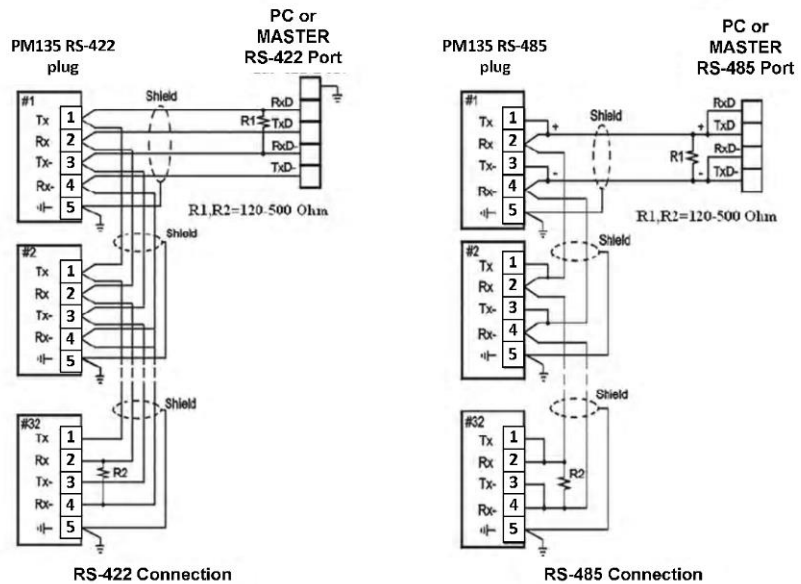 PM135 RS-422
plug
PC or
MASTER
RS-422 Port
#1
Tx 1
Rx 2
Tx- 3
Rx- 4
5
Shield
R1
RxD
TxD
RxD-
TxD-
R1,R2=120-500 Ohm
Shield
#2
Tx 1
Rx 2
Tx- 3
Rx- 4
5
Shield
#32
Tx 1
Rx 2
Tx- 3
Rx- 4
5
R2
RS-422 Connection
PM135 RS-485
plug
PC or
MASTER
RS-485 Port
#1
Tx 1
Rx 2
Tx- 3
Rx- 4
5
+
-
Shield
R1
+
-
RxD
TxD
RxD-
TxD-
R1,R2=120-500 Ohm
Shield
#2
Tx 1
Rx 2
Tx- 3
Rx- 4
5
Shield
#32
Tx 1
Rx 2
Tx- 3
Rx- 4
5
R2
RS-485 Connection